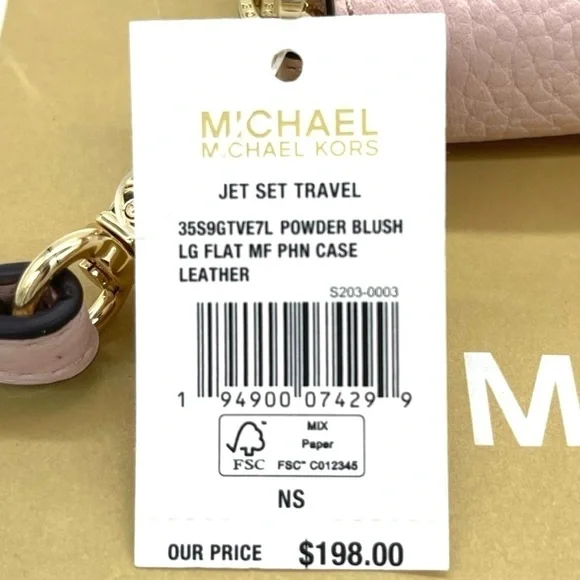 MICHAEL
MICHAEL KORS
JET SET TRAVEL
35S9GTVE7L POWDER BLUSH
LG FLAT MF PHN CASE
LEATHER
S203-0003
1 94900 07429 9
FSC
MIX
Paper
FSC™ C012345
NS
OUR PRICE $198.00
M